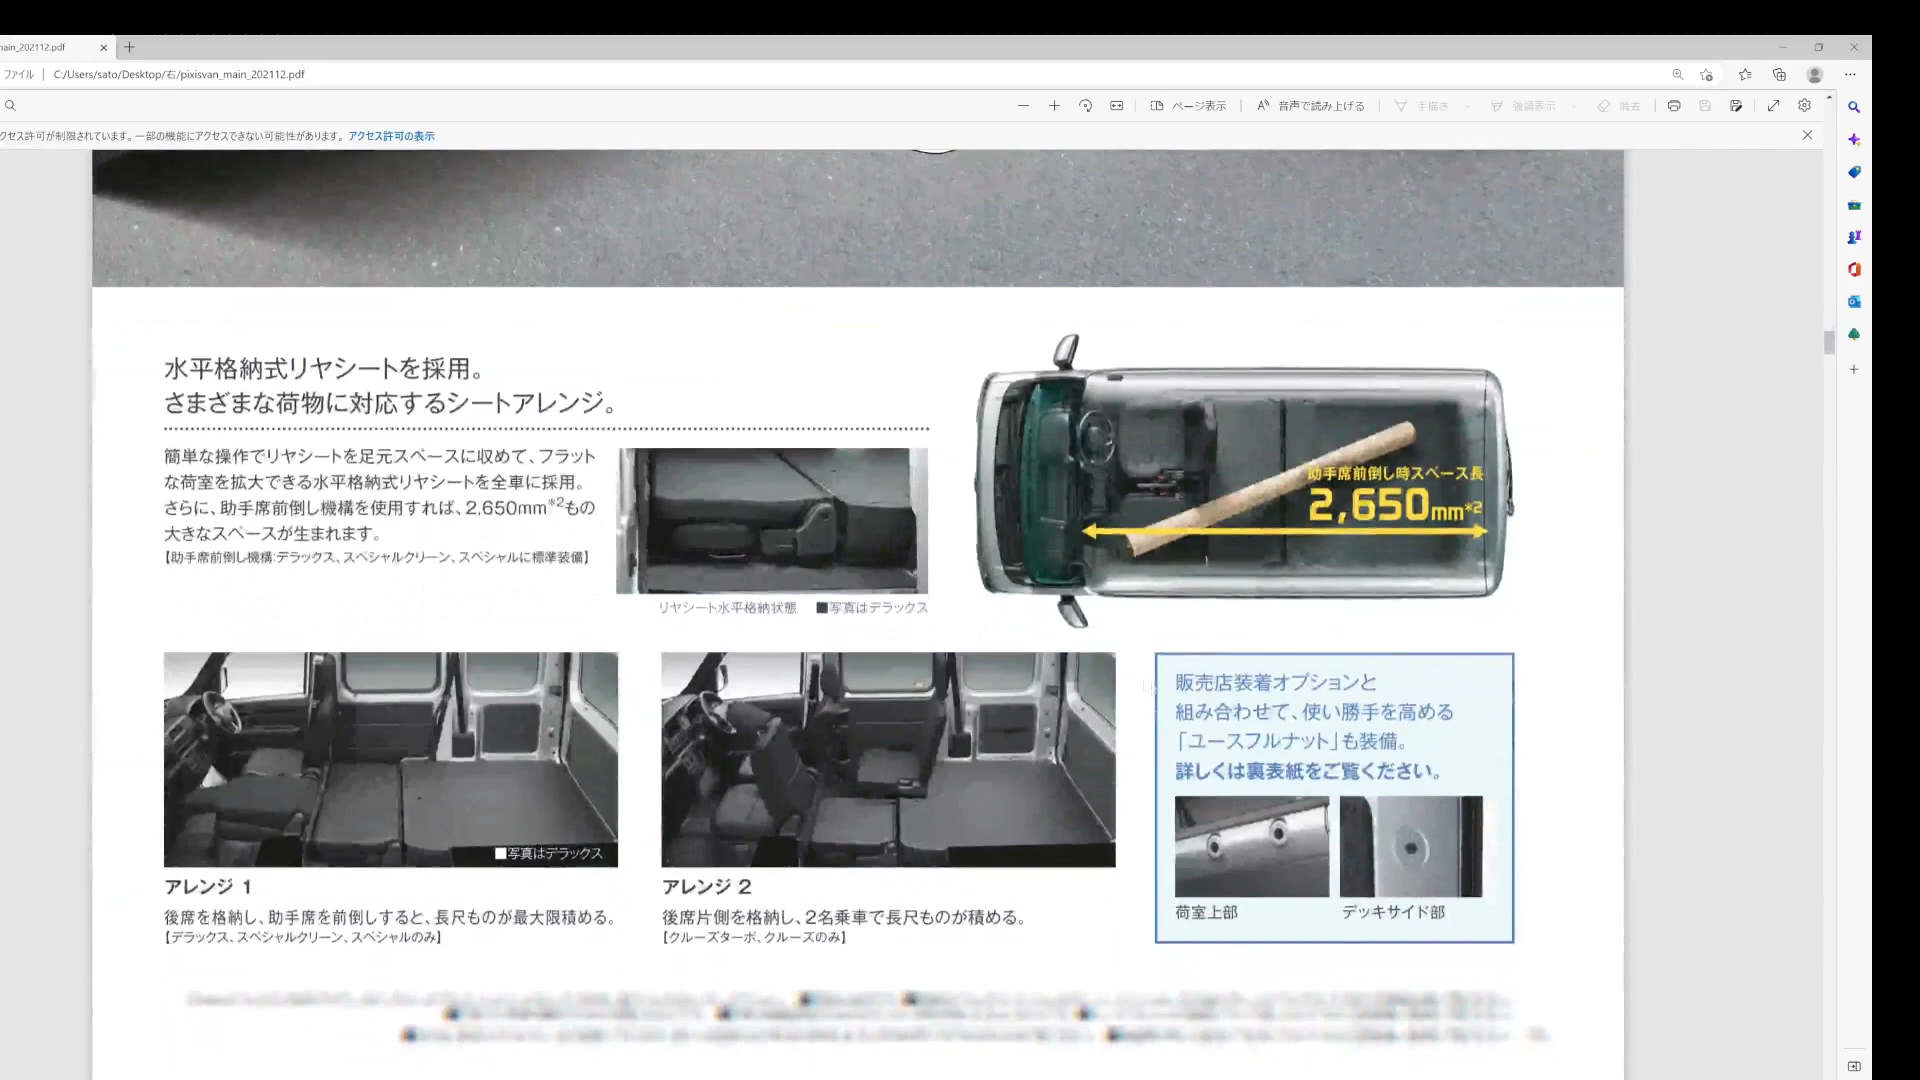 main_202112.pdf
ファイル C:/Users/sato/Desktop/右/pixisvan_main_202112.pdf
ページ表示 音声で読み上げる 手描き 強調表示 消去
クセス許可が制限されています。一部の機能にアクセスできない可能性があります。 アクセス許可の表示
水平格納式リヤシートを採用。
さまざまな荷物に対応するシートアレンジ。
簡単な操作でリヤシートを足元スペースに収めて、フラット
な荷室を拡大できる水平格納式リヤシートを全車に採用。
さらに、助手席前倒し機構を使用すれば、2,650mm*2もの
大きなスペースが生まれます。
【助手席前倒し機構:デラックス、スペシャルクリーン、スペシャルに標準装備】
リヤシート水平格納状態 ■写真はデラックス
助手席前倒し時スペース長
2,650mm*2
■写真はデラックス
アレンジ 1
後席を格納し、助手席を前倒しすると、長尺ものが最大限積める。
【デラックス、スペシャルクリーン、スペシャルのみ】
アレンジ 2
後席片側を格納し、2名乗車で長尺ものが積める。
【クルーズターボ、クルーズのみ】
販売店装着オプションと
組み合わせて、使い勝手を高める
「ユースフルナット」も装備。
詳しくは裏表紙をご覧ください。
荷室上部 デッキサイド部